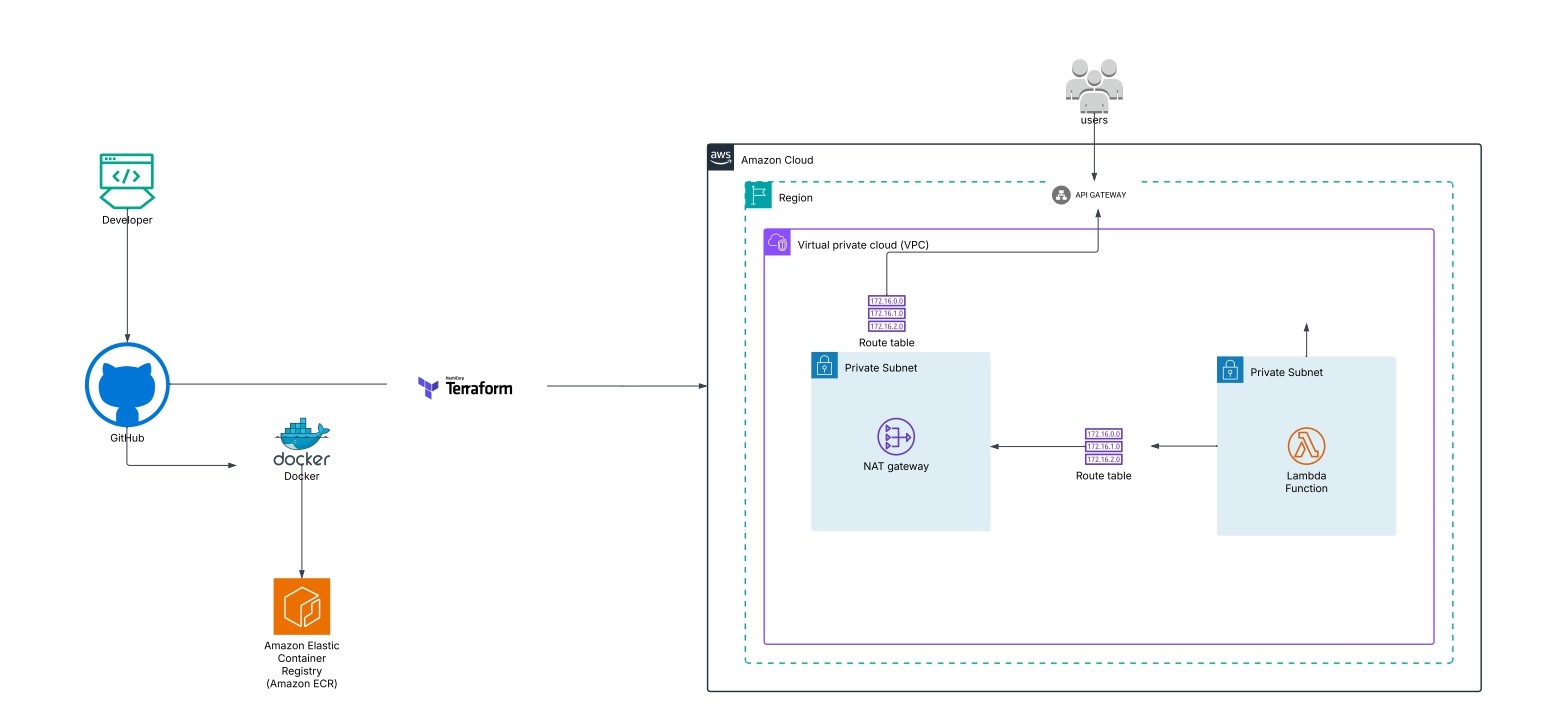 users
aws
Amazon Cloud
Region
API GATEWAY
Virtual private cloud (VPC)
Developer
172.16.0.0
172.16.1.0
172.16.2.0
Route table
Private Subnet
Private Subnet
HashiCorp
Terraform
GitHub
docker
Docker
NAT gateway
172.16.0.0
172.16.1.0
172.16.2.0
Route table
Lambda
Function
Amazon Elastic
Container
Registry
(Amazon ECR)